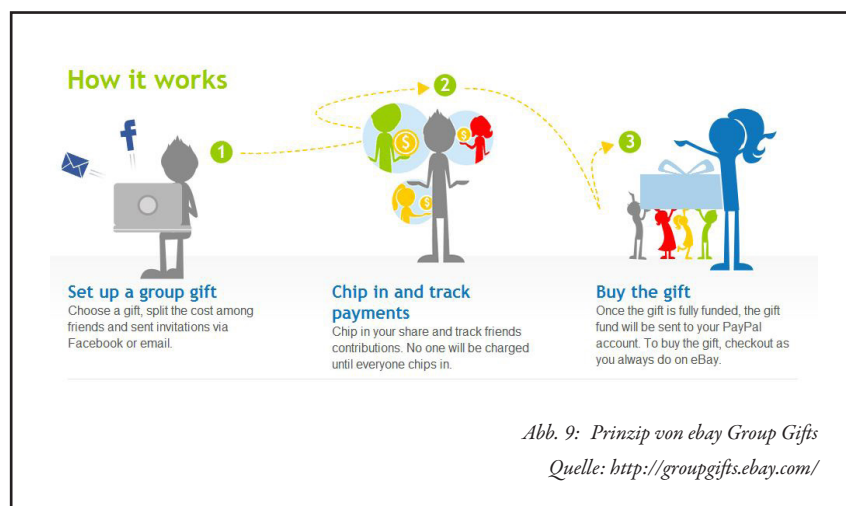 How it works
1
2
3
Set up a group gift
Choose a gift, split the cost among
friends and sent invitations via
Facebook or email.
Chip in and track
payments
Chip in your share and track friends
contributions. No one will be charged
until everyone chips in.
Buy the gift
Once the gift is fully funded, the gift
fund will be sent to your PayPal
account. To buy the gift, checkout as
you always do on eBay.
Abb. 9: Prinzip von ebay Group Gifts
Quelle: http://groupgifts.ebay.com/